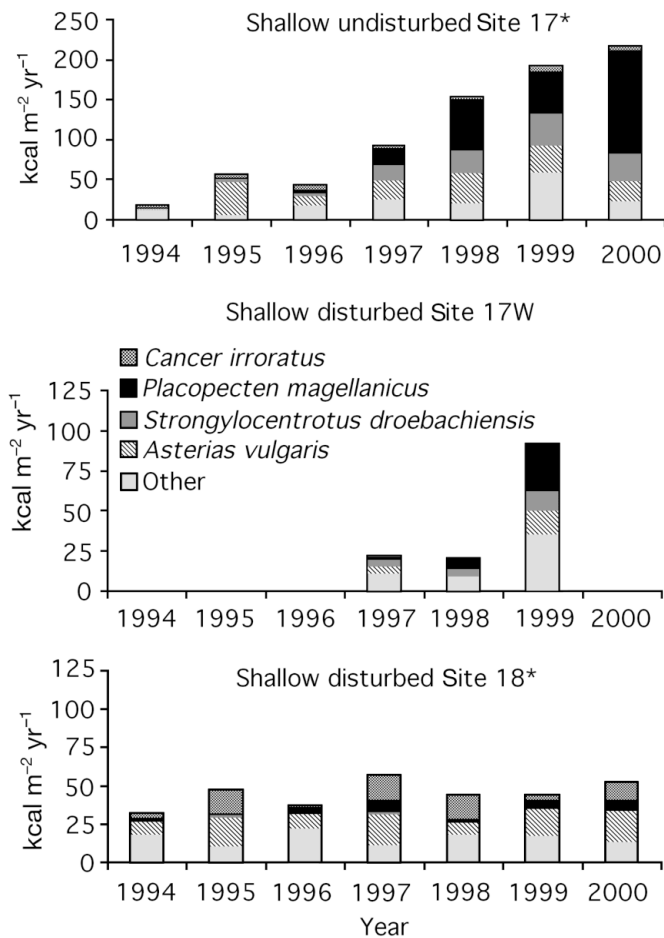 Shallow undisturbed Site 17*
kcal m⁻² yr⁻¹
250
200
150
100
50
0
1994 1995 1996 1997 1998 1999 2000
Shallow disturbed Site 17W
Cancer irroratus
Placopecten magellanicus
Strongylocentrotus droebachiensis
Asterias vulgaris
Other
kcal m⁻² yr⁻¹
125
100
75
50
25
0
1994 1995 1996 1997 1998 1999 2000
Shallow disturbed Site 18*
kcal m⁻² yr⁻¹
125
100
75
50
25
0
1994 1995 1996 1997 1998 1999 2000
Year